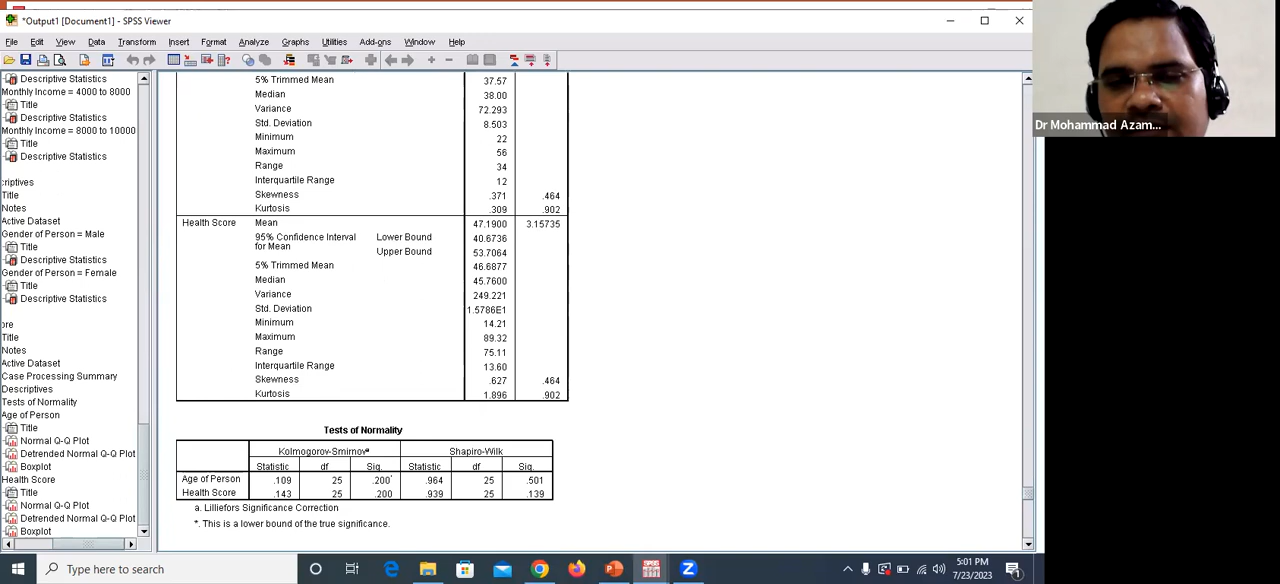 *Output1 [Document1] - SPSS Viewer
File Edit View Data Transform Insert Format Analyze Graphs Utilities Add-ons Window Help
Descriptive Statistics
Monthly Income = 4000 to 8000
Title
Descriptive Statistics
Monthly Income = 8000 to 10000
Title
Descriptive Statistics
criptives
Title
Notes
Active Dataset
Gender of Person = Male
Title
Descriptive Statistics
Gender of Person = Female
Title
Descriptive Statistics
ore
Title
Notes
Active Dataset
Case Processing Summary
Descriptives
Tests of Normality
Age of Person
Title
Normal Q-Q Plot
Detrended Normal Q-Q Plot
Boxplot
Health Score
Title
Normal Q-Q Plot
Detrended Normal Q-Q Plot
Boxplot
5% Trimmed Mean 37.57
Median 38.00
Variance 72.293
Std. Deviation 8.503
Minimum 22
Maximum 56
Range 34
Interquartile Range 12
Skewness .371 .464
Kurtosis .309 .902
Health Score Mean 47.1900 3.15735
95% Confidence Interval Lower Bound 40.6736
for Mean
Upper Bound 53.7064
5% Trimmed Mean 46.6877
Median 45.7600
Variance 249.221
Std. Deviation 1.5786E1
Minimum 14.21
Maximum 89.32
Range 75.11
Interquartile Range 13.60
Skewness .627 .464
Kurtosis 1.896 .902
Tests of Normality
Kolmogorov-Smirnovᵃ Shapiro-Wilk
Statistic df Sig. Statistic df Sig.
Age of Person .109 25 .200* .964 25 .501
Health Score .143 25 .200 .939 25 .139
a. Lilliefors Significance Correction
*. This is a lower bound of the true significance.
Dr Mohammad Azam...
Type here to search
5:01 PM
7/23/2023